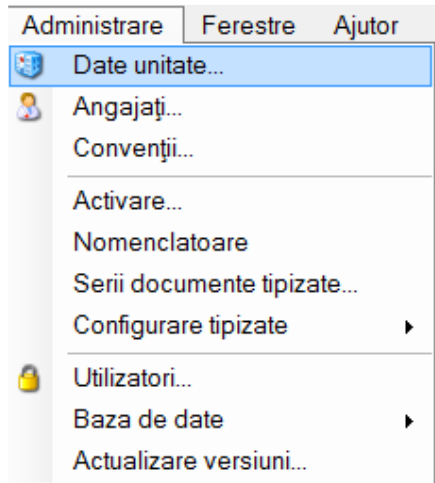 Administrare Ferestre Ajutor
Date unitate...
Angajaţi...
Convenţii...
Activare...
Nomenclatoare
Serii documente tipizate...
Configurare tipizate
Utilizatori...
Baza de date
Actualizare versiuni...